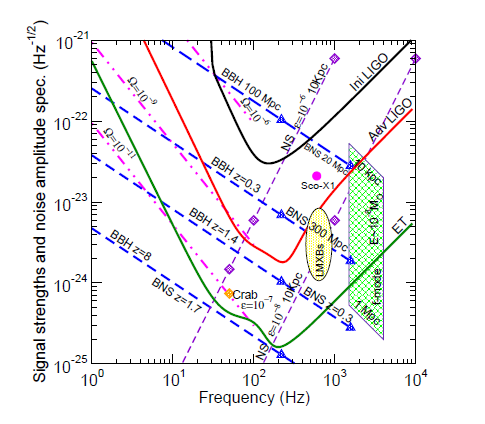 Signal strengths and noise amplitude spec. (Hz^-1/2)
10^-21
10^-22
10^-23
10^-24
10^-25
BBH 100 Mpc
Ω=10^-9
Ω=10^-6
Ω=10^-11
NS ε=10^-6 10Kpc
Ini LIGO
Adv LIGO
BNS 20 Mpc
10 kpc
BBH z=0.3
Sco-X1
BBH z=1.4
BNS 300 Mpc
LMXBs
f-mode: E~10^-8 M
ET
BBH z=8
BNS z=1.7
Crab
ε=10^-7
NS ε=10^-8 10Kpc
BNS z=0.3
1 Mpc
10^0
10^1
10^2
10^3
10^4
Frequency (Hz)